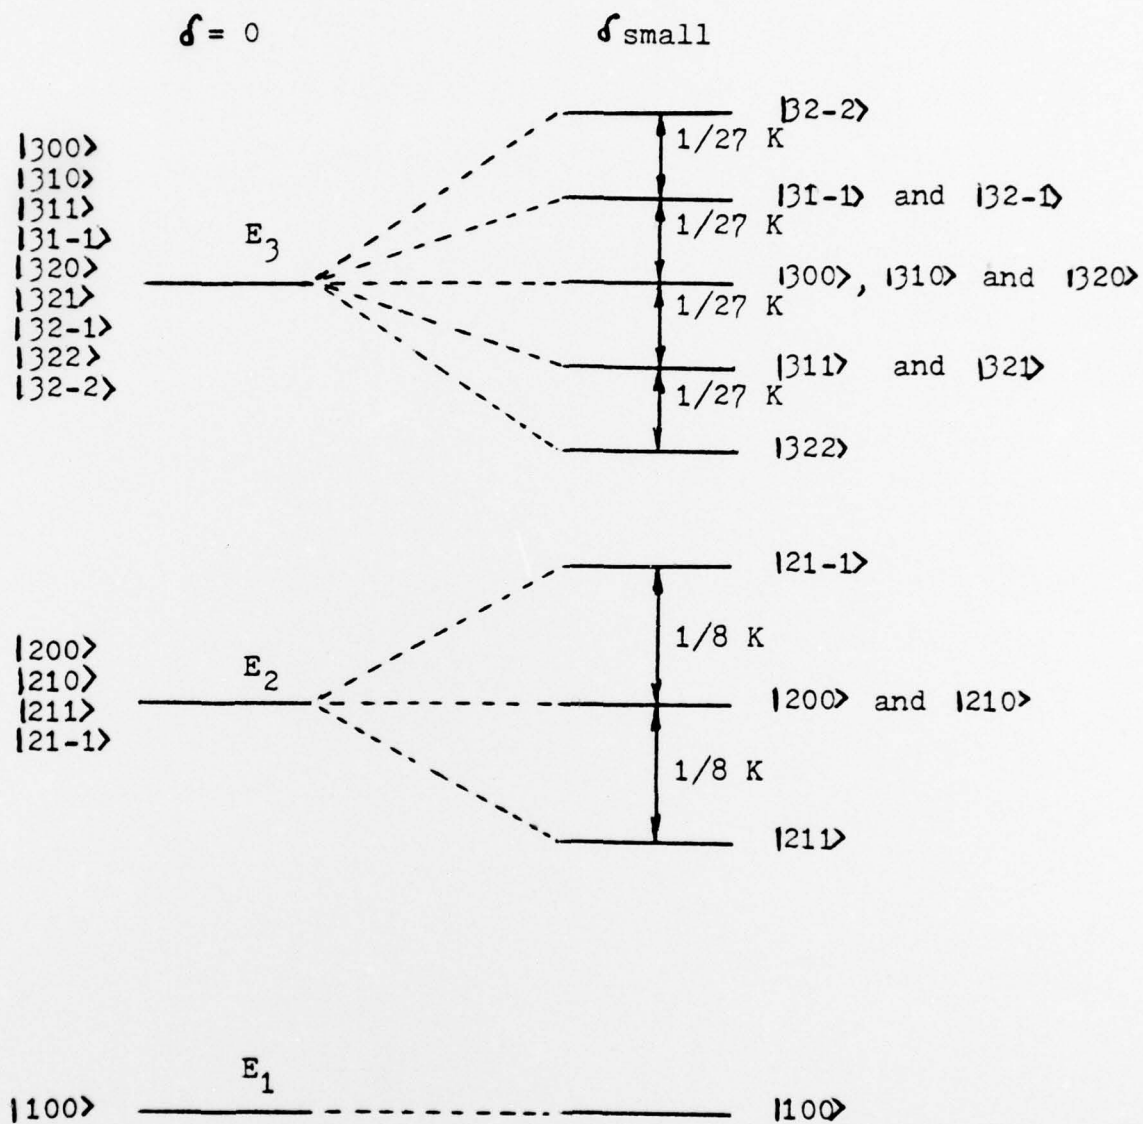 δ = 0
δ small
|300>
|310>
|311>
|31-1>
|320>
|321>
|32-1>
|322>
|32-2>
E3
|32-2>
1/27 K
|31-1> and |32-1>
1/27 K
|300>, |310> and |320>
1/27 K
|311> and |321>
1/27 K
|322>
|200>
|210>
|211>
|21-1>
E2
|21-1>
1/8 K
|200> and |210>
1/8 K
|211>
E1
|100>
|100>